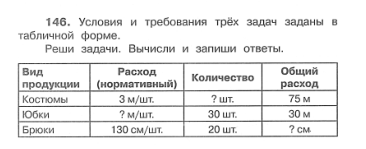 146. Условия и требования трёх задач заданы в
табличной форме.
Реши задачи. Вычисли и запиши ответы.
Вид продукции | Расход (нормативный) | Количество | Общий расход
Костюмы | 3 м/шт. | ? шт. | 75 м
Юбки | ? м/шт. | 30 шт. | 30 м
Брюки | 130 см/шт. | 20 шт. | ? см